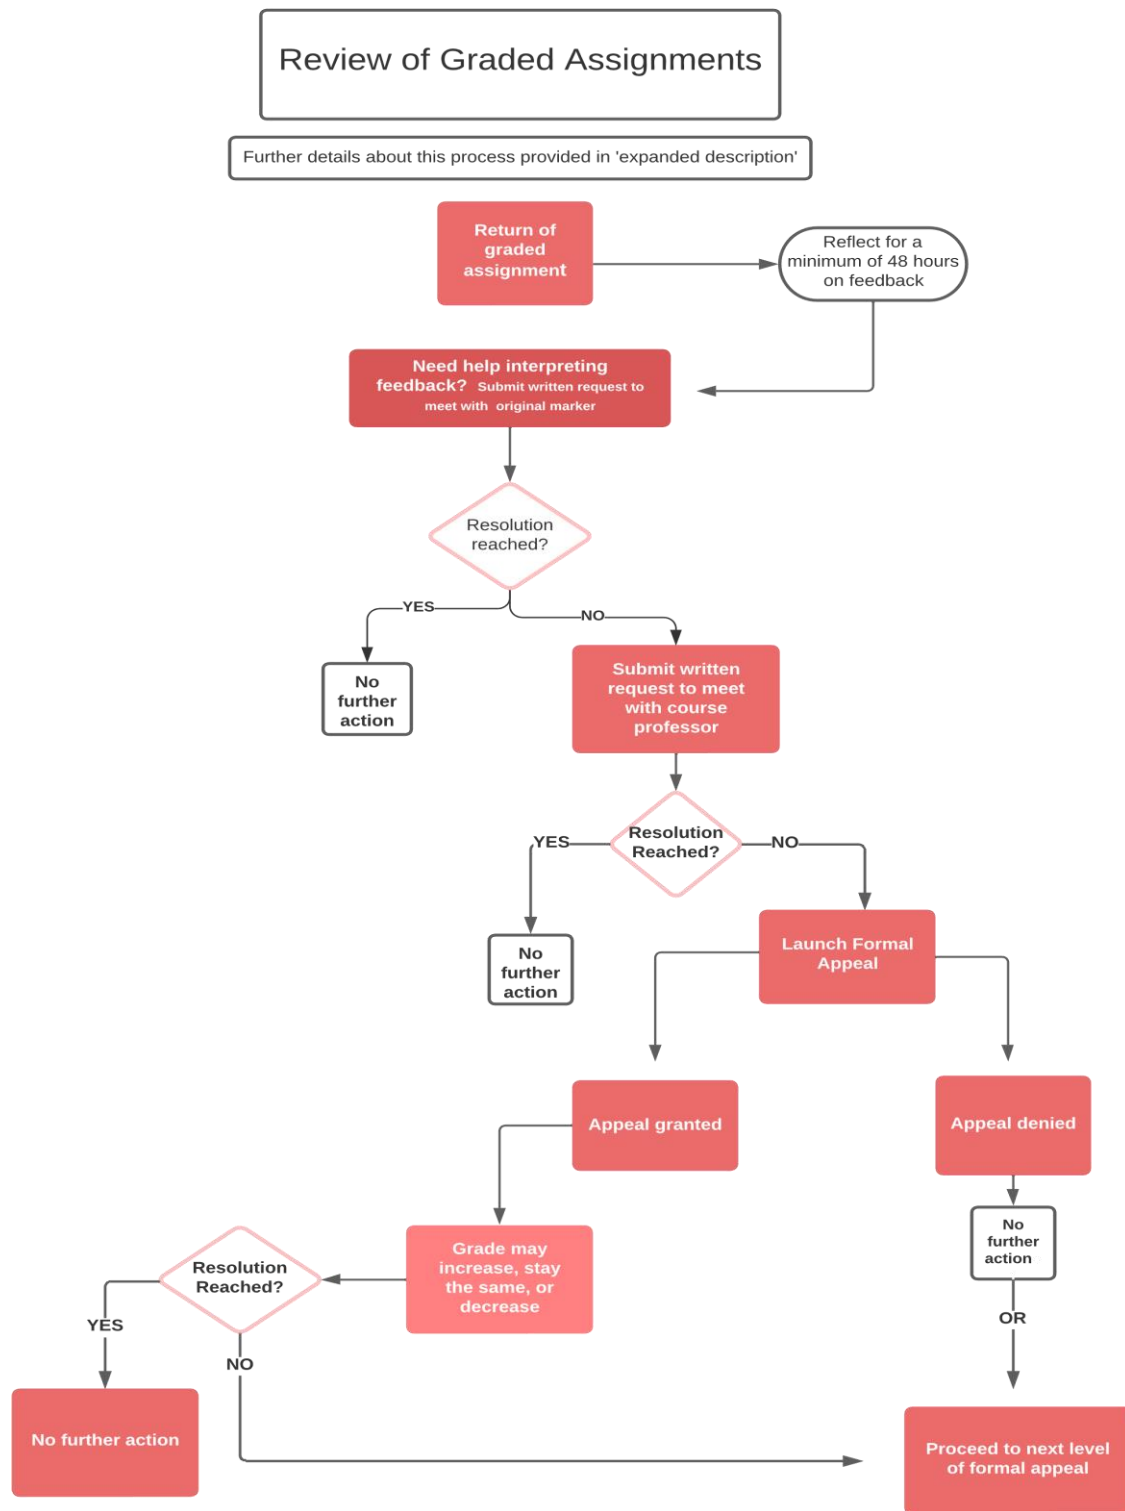 Review of Graded Assignments
Further details about this process provided in 'expanded description'
Return of
graded
assignment
Reflect for a
minimum of 48 hours
on feedback
Need help interpreting
feedback? Submit written request to
meet with original marker
Resolution
reached?
YES
NO
No
further
action
Submit written
request to meet
with course
professor
Resolution
Reached?
YES
NO
No
further
action
Launch Formal
Appeal
Appeal granted
Appeal denied
No
further
action
Grade may
increase, stay
the same, or
decrease
Resolution
Reached?
YES
NO
OR
No further action
Proceed to next level
of formal appeal